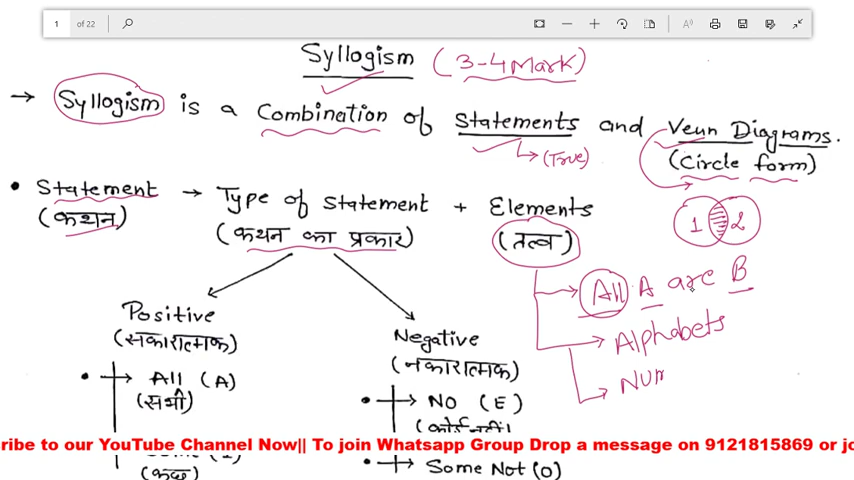 1 of 22
Syllogism (3-4 Mark)
→ Syllogism is a Combination of Statements and Venn Diagrams.
→ (True)
(Circle form)
• Statement → Type of statement + Elements
(कथन) (कथन का प्रकार) (तत्व)
1 2
All A are B
Positive
(सकारात्मक)
Alphabets
Negative
(नकारात्मक)
Num
• → All (A)
(सभी)
• → NO (E)
ribe to our YouTube Channel Now|| To join Whatsapp Group Drop a message on 9121815869 or jo
(कुछ)
• → Some Not (O)